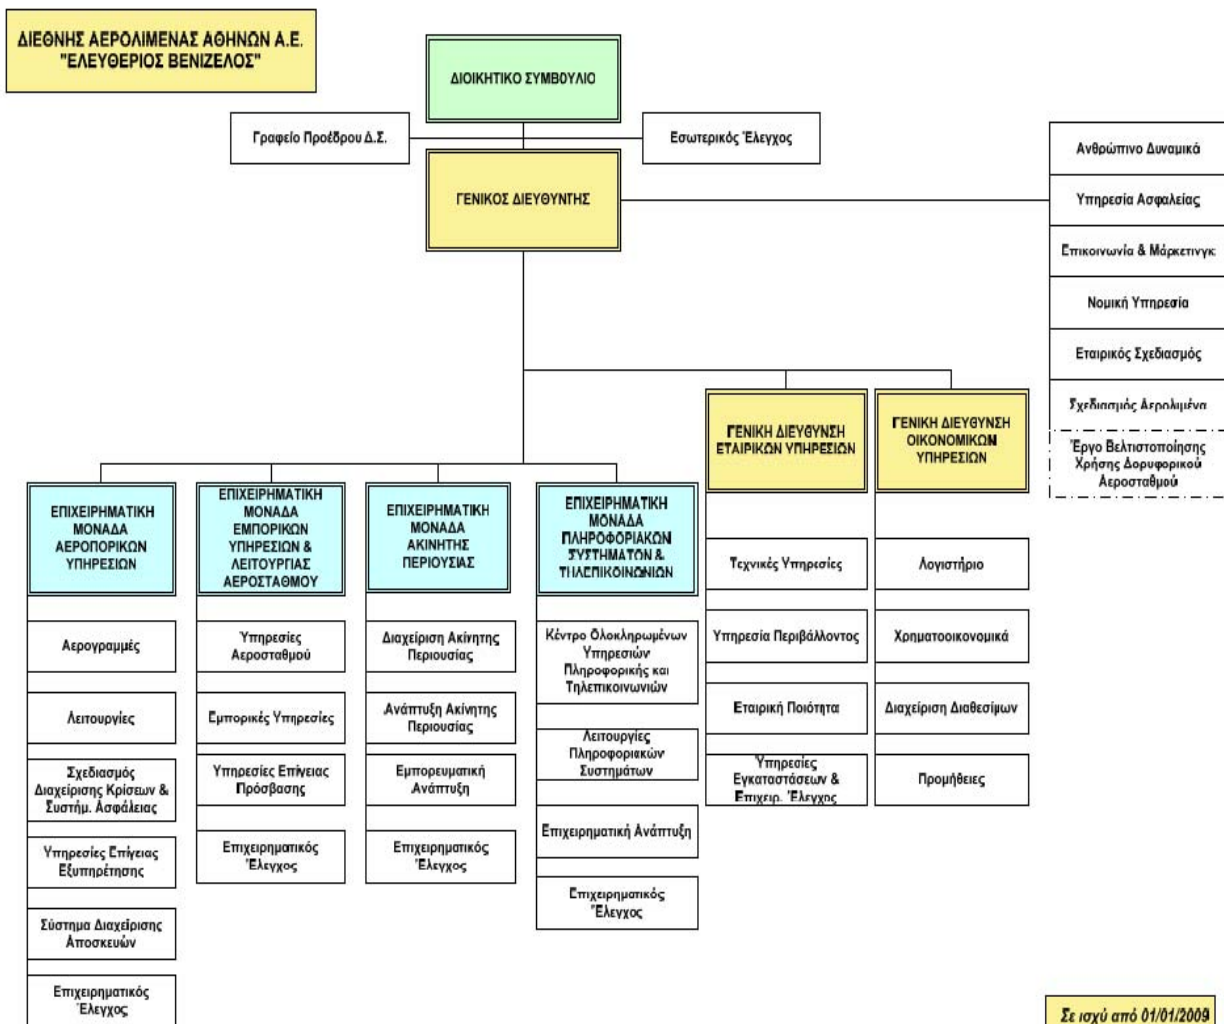 ΔΙΕΘΝΗΣ ΑΕΡΟΛΙΜΕΝΑΣ ΑΘΗΝΩΝ Α.Ε.
"ΕΛΕΥΘΕΡΙΟΣ ΒΕΝΙΖΕΛΟΣ"
ΔΙΟΙΚΗΤΙΚΟ ΣΥΜΒΟΥΛΙΟ
Γραφείο Προέδρου Δ.Σ.
Εσωτερικός Έλεγχος
ΓΕΝΙΚΟΣ ΔΙΕΥΘΥΝΤΗΣ
Ανθρώπινο Δυναμικό
Υπηρεσία Ασφαλείας
Επικοινωνία & Μάρκετινγκ
Νομική Υπηρεσία
Εταιρικός Σχεδιασμός
Σχεδιασμός Αερολιμένα
Έργο Βελτιστοποίησης
Χρήσης Δορυφορικού
Αεροσταθμού
ΓΕΝΙΚΗ ΔΙΕΥΘΥΝΣΗ
ΕΤΑΙΡΙΚΩΝ ΥΠΗΡΕΣΙΩΝ
ΓΕΝΙΚΗ ΔΙΕΥΘΥΝΣΗ
ΟΙΚΟΝΟΜΙΚΩΝ
ΥΠΗΡΕΣΙΩΝ
ΕΠΙΧΕΙΡΗΜΑΤΙΚΗ
ΜΟΝΑΔΑ
ΑΕΡΟΠΟΡΙΚΩΝ
ΥΠΗΡΕΣΙΩΝ
ΕΠΙΧΕΙΡΗΜΑΤΙΚΗ
ΜΟΝΑΔΑ
ΕΜΠΟΡΙΚΩΝ
ΥΠΗΡΕΣΙΩΝ &
ΛΕΙΤΟΥΡΓΙΑΣ
ΑΕΡΟΣΤΑΘΜΟΥ
ΕΠΙΧΕΙΡΗΜΑΤΙΚΗ
ΜΟΝΑΔΑ
ΑΚΙΝΗΤΗΣ
ΠΕΡΙΟΥΣΙΑΣ
ΕΠΙΧΕΙΡΗΜΑΤΙΚΗ
ΜΟΝΑΔΑ
ΠΛΗΡΟΦΟΡΙΑΚΩΝ
ΣΥΣΤΗΜΑΤΩΝ &
ΤΗΛΕΠΙΚΟΙΝΩΝΙΩΝ
Αερογραμμές
Λειτουργίες
Σχεδιασμός
Διαχείρισης Κρίσεων &
Συστήμ. Ασφάλειας
Υπηρεσίες Επίγειας
Εξυπηρέτησης
Σύστημα Διαχείρισης
Αποσκευών
Επιχειρηματικός
Έλεγχος
Υπηρεσίες
Αεροσταθμού
Εμπορικές Υπηρεσίες
Υπηρεσίες Επίγειας
Πρόσβασης
Επιχειρηματικός
Έλεγχος
Διαχείριση Ακίνητης
Περιουσίας
Ανάπτυξη Ακίνητης
Περιουσίας
Εμπορευματική
Ανάπτυξη
Επιχειρηματικός
Έλεγχος
Κέντρο Ολοκληρωμένων
Υπηρεσιών
Πληροφορικής και
Τηλεπικοινωνιών
Λειτουργίες
Πληροφοριακών
Συστημάτων
Επιχειρηματική Ανάπτυξη
Επιχειρηματικός
Έλεγχος
Τεχνικές Υπηρεσίες
Υπηρεσία Περιβάλλοντος
Εταιρική Ποιότητα
Υπηρεσίες
Εγκαταστάσεων &
Επιχειρ. Έλεγχος
Λογιστήριο
Χρηματοοικονομικά
Διαχείριση Διαθεσίμων
Προμήθειες
Σε ισχύ από 01/01/2009